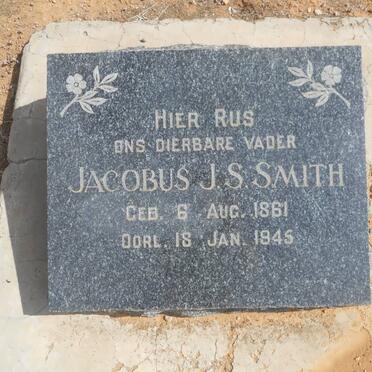 HIER RUS
ONS DIERBARE VADER
JACOBUS J.S. SMITH
GEB. 6 AUG. 1861
OORL. 18 JAN. 1945